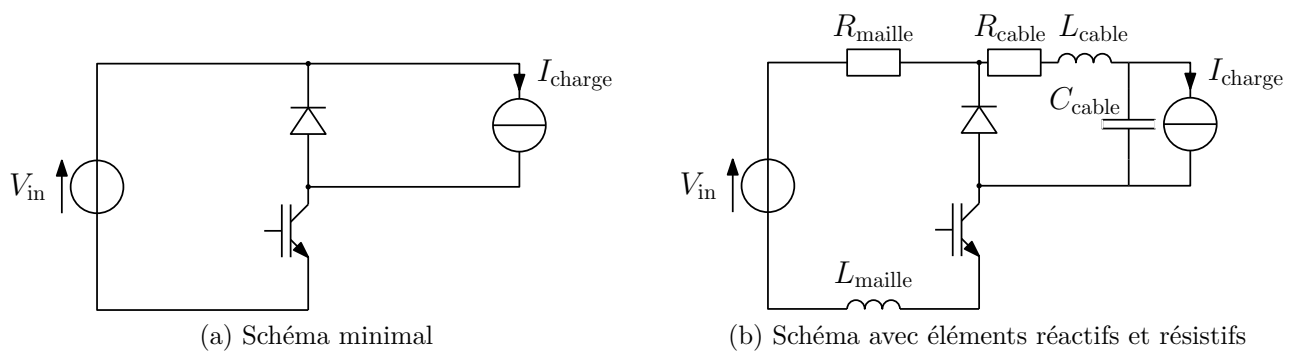 I_charge
V_in
(a) Schéma minimal
R_maille
R_cable
L_cable
I_charge
C_cable
V_in
L_maille
(b) Schéma avec éléments réactifs et résistifs